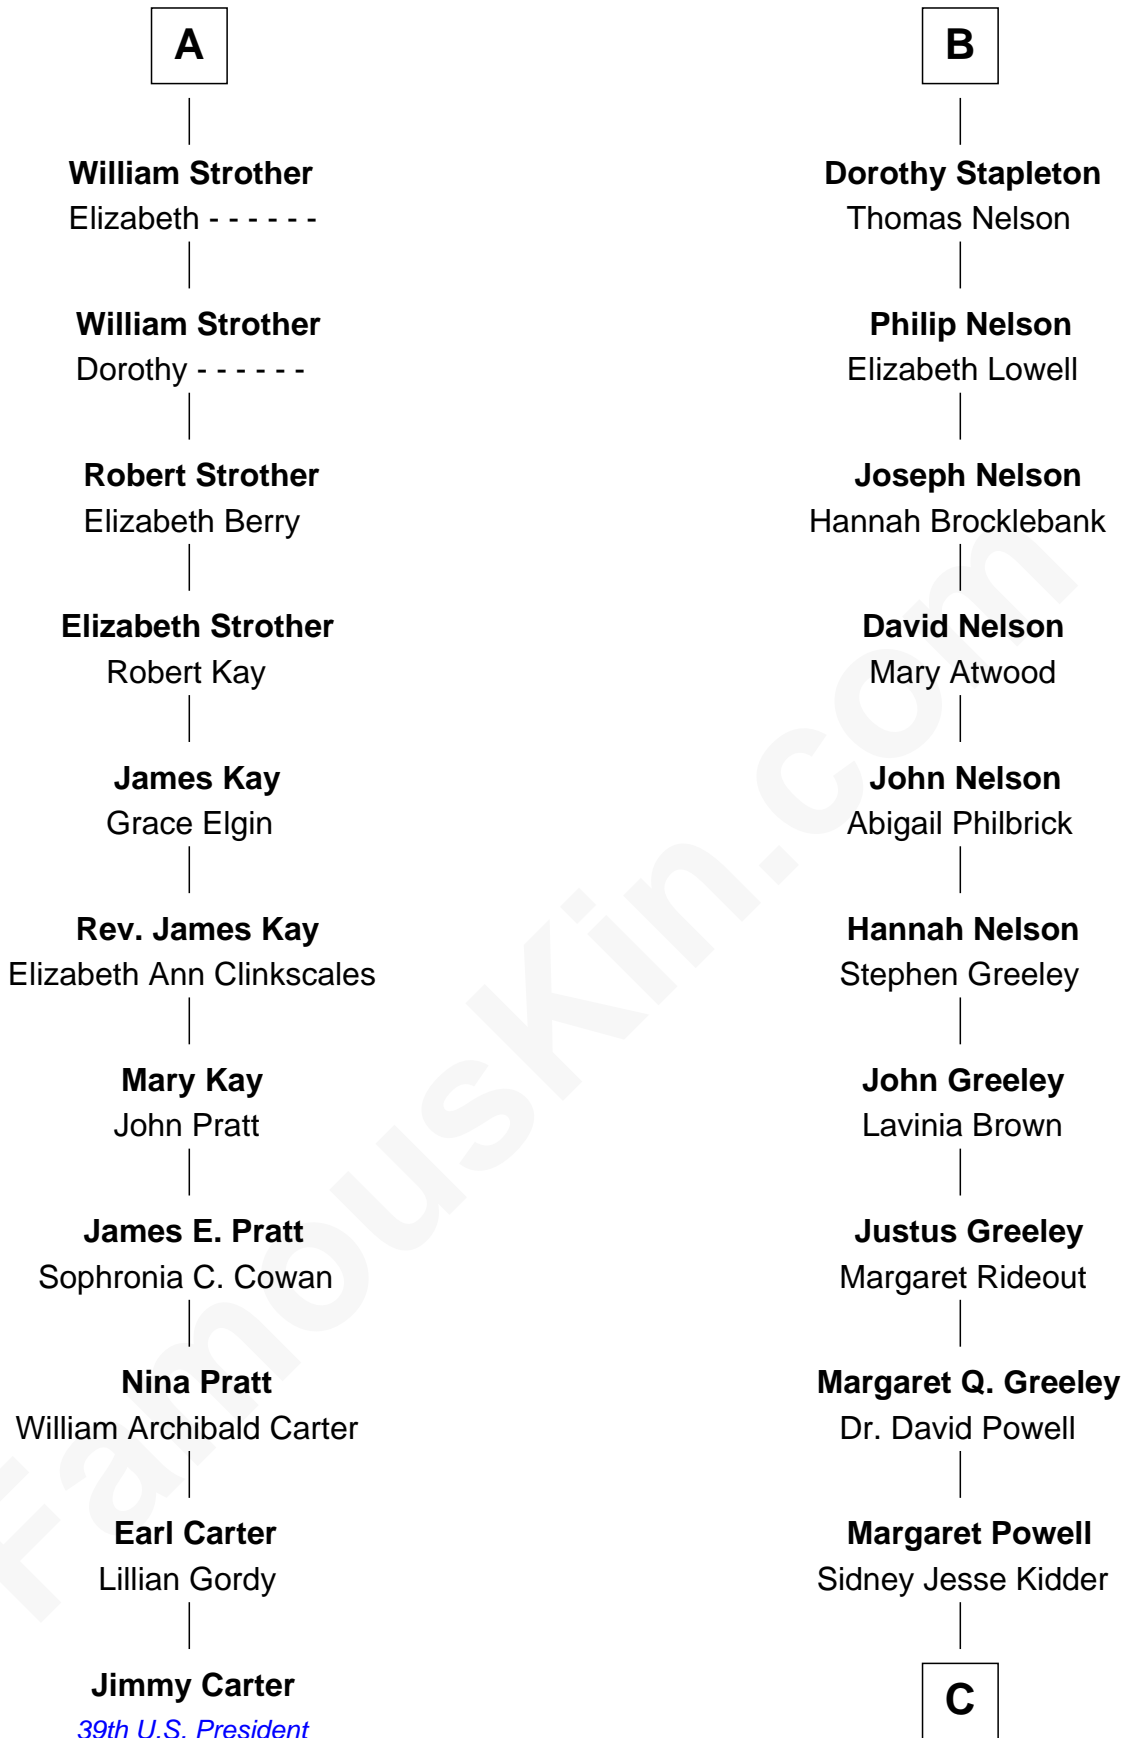 A
William Strother
Elizabeth - - - - - -
William Strother
Dorothy - - - - - -
Robert Strother
Elizabeth Berry
Elizabeth Strother
Robert Kay
James Kay
Grace Elgin
Rev. James Kay
Elizabeth Ann Clinkscales
Mary Kay
John Pratt
James E. Pratt
Sophronia C. Cowan
Nina Pratt
William Archibald Carter
Earl Carter
Lillian Gordy
Jimmy Carter
39th U.S. President
B
Dorothy Stapleton
Thomas Nelson
Philip Nelson
Elizabeth Lowell
Joseph Nelson
Hannah Brocklebank
David Nelson
Mary Atwood
John Nelson
Abigail Philbrick
Hannah Nelson
Stephen Greeley
John Greeley
Lavinia Brown
Justus Greeley
Margaret Rideout
Margaret Q. Greeley
Dr. David Powell
Margaret Powell
Sidney Jesse Kidder
C
FamousKin.com